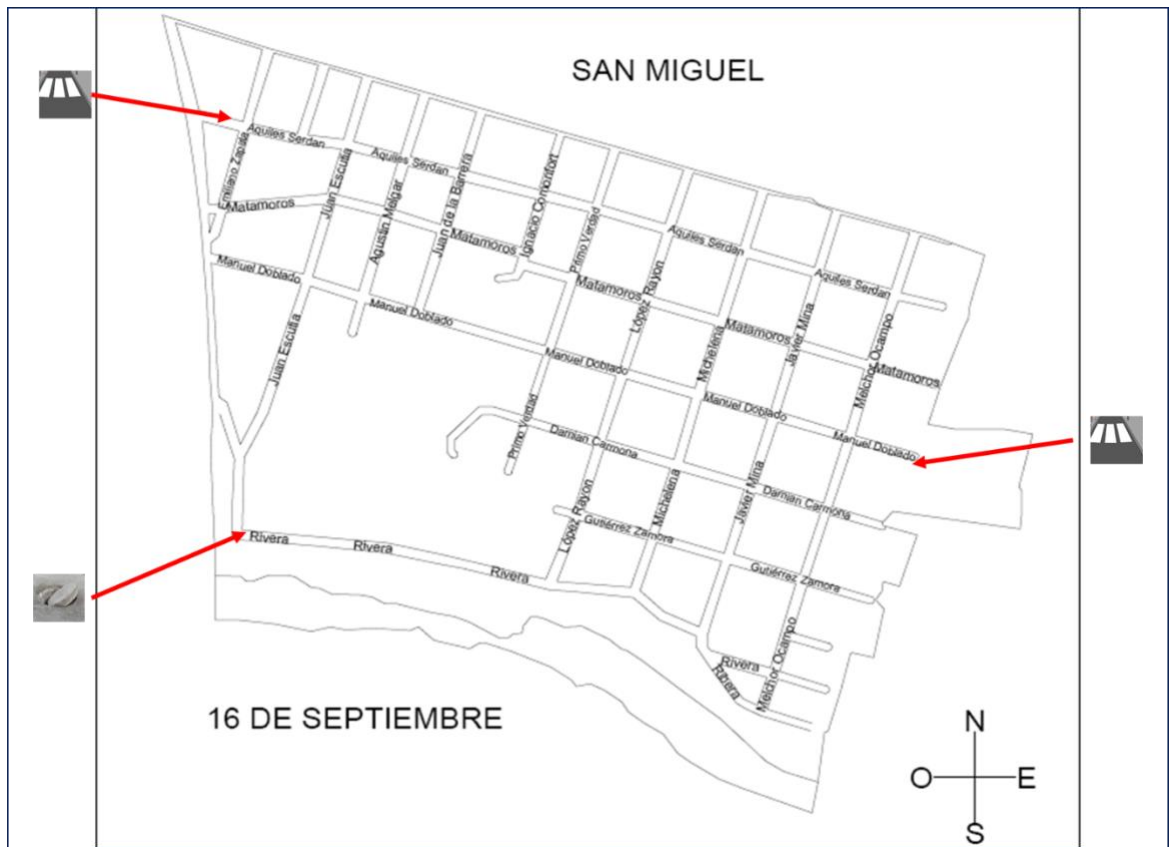 SAN MIGUEL
Aquiles Serdan
Aquiles Serdan
Aquiles Serdan
Aquiles Serdan
Emiliano Zapata
Juan Escutia
Agustin Melgar
Juan de la Barrera
Ignacio Comonfort
Primo Verdad
López Rayon
Matamoros
Matamoros
Matamoros
Matamoros
Matamoros
Michelena
Javier Mina
Melchor Ocampo
Manuel Doblado
Manuel Doblado
Manuel Doblado
Manuel Doblado
Manuel Doblado
Juan Escutia
Primo Verdad
Damian Carmona
Damian Carmona
López Rayon
Michelena
Javier Mina
Gutiérrez Zamora
Gutiérrez Zamora
Rivera
Rivera
Rivera
Rivera
Rivera
Melchor Ocampo
16 DE SEPTIEMBRE
N
O E
S